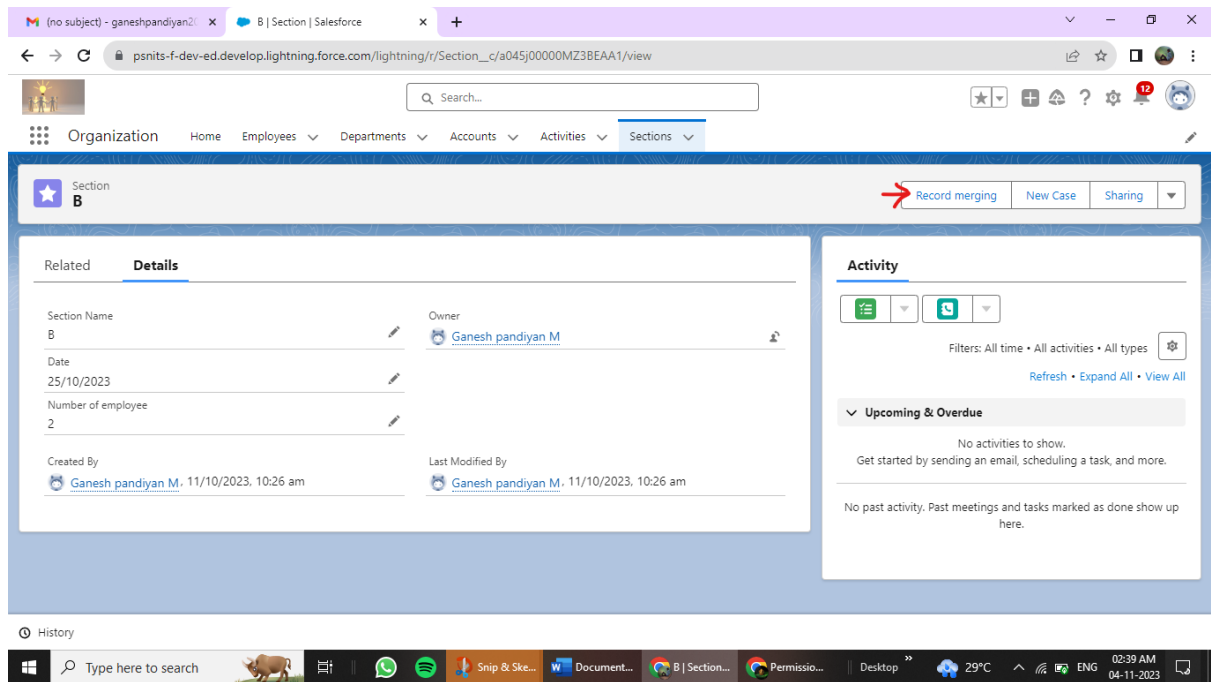 (no subject) - ganeshpandiyan2
B | Section | Salesforce
psnits-f-dev-ed.develop.lightning.force.com/lightning/r/Section__c/a045j00000MZ3BEAA1/view
Search...
12
Organization
Home
Employees
Departments
Accounts
Activities
Sections
Section
B
Record merging
New Case
Sharing
Related
Details
Section Name
B
Owner
Ganesh pandiyan M
Date
25/10/2023
Number of employee
2
Created By
Ganesh pandiyan M, 11/10/2023, 10:26 am
Last Modified By
Ganesh pandiyan M, 11/10/2023, 10:26 am
Activity
Filters: All time • All activities • All types
Refresh • Expand All • View All
Upcoming & Overdue
No activities to show.
Get started by sending an email, scheduling a task, and more.
No past activity. Past meetings and tasks marked as done show up
here.
History
Type here to search
Snip & Ske...
Document...
B | Section...
Permissio...
Desktop
29°C
ENG
02:39 AM
04-11-2023